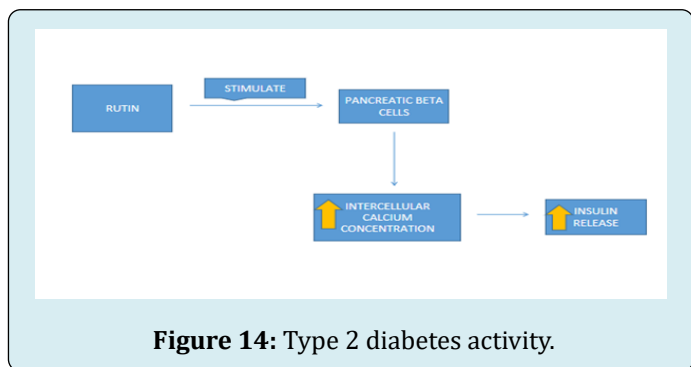 RUTIN
STIMULATE
PANCREATIC BETA
CELLS
INTERCELLULAR
CALCIUM
CONCENTRATION
INSULIN
RELEASE
Figure 14: Type 2 diabetes activity.